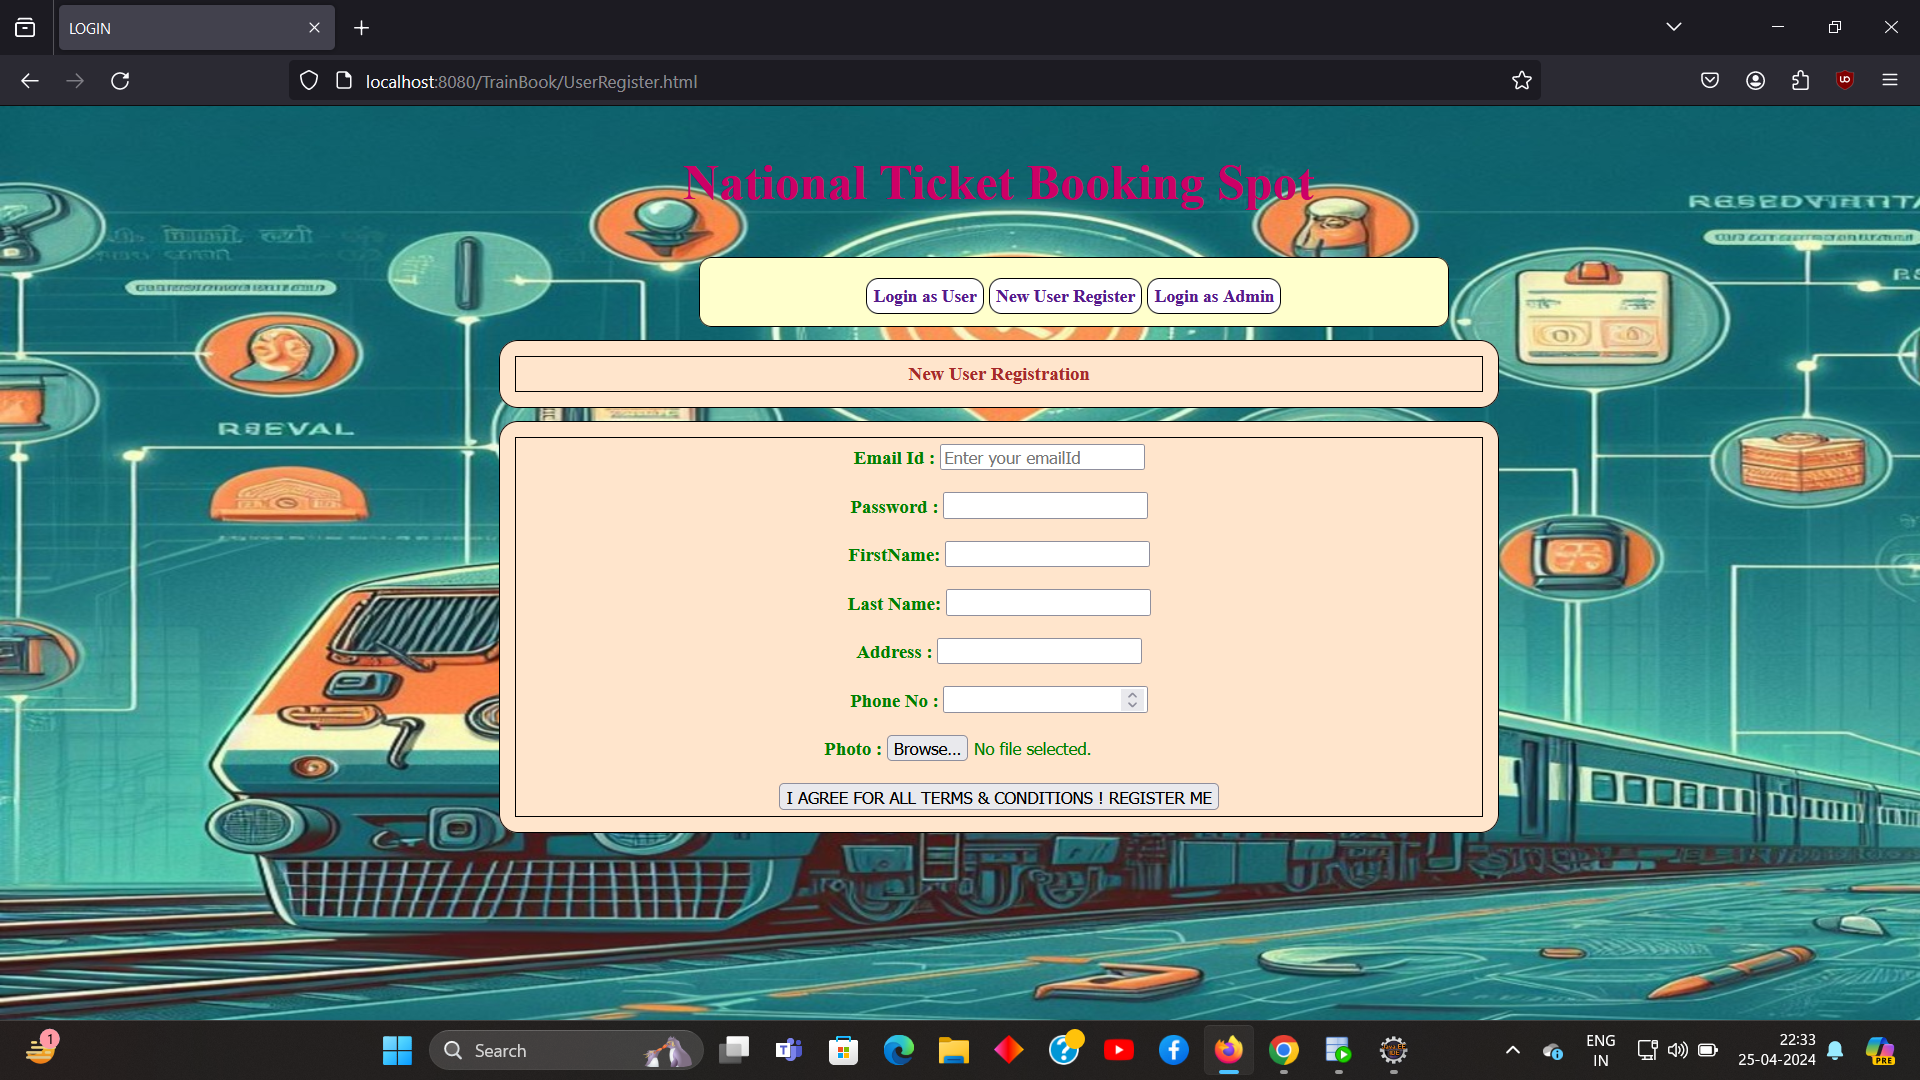 LOGIN
localhost:8080/TrainBook/UserRegister.html
National Ticket Booking Spot
Login as User New User Register Login as Admin
New User Registration
RSEVAL
Email Id : Enter your emailId
Password :
FirstName:
Last Name:
Address :
Phone No :
Photo : Browse... No file selected.
I AGREE FOR ALL TERMS & CONDITIONS ! REGISTER ME
1
Search
ENG
IN
22:33
25-04-2024
PRE